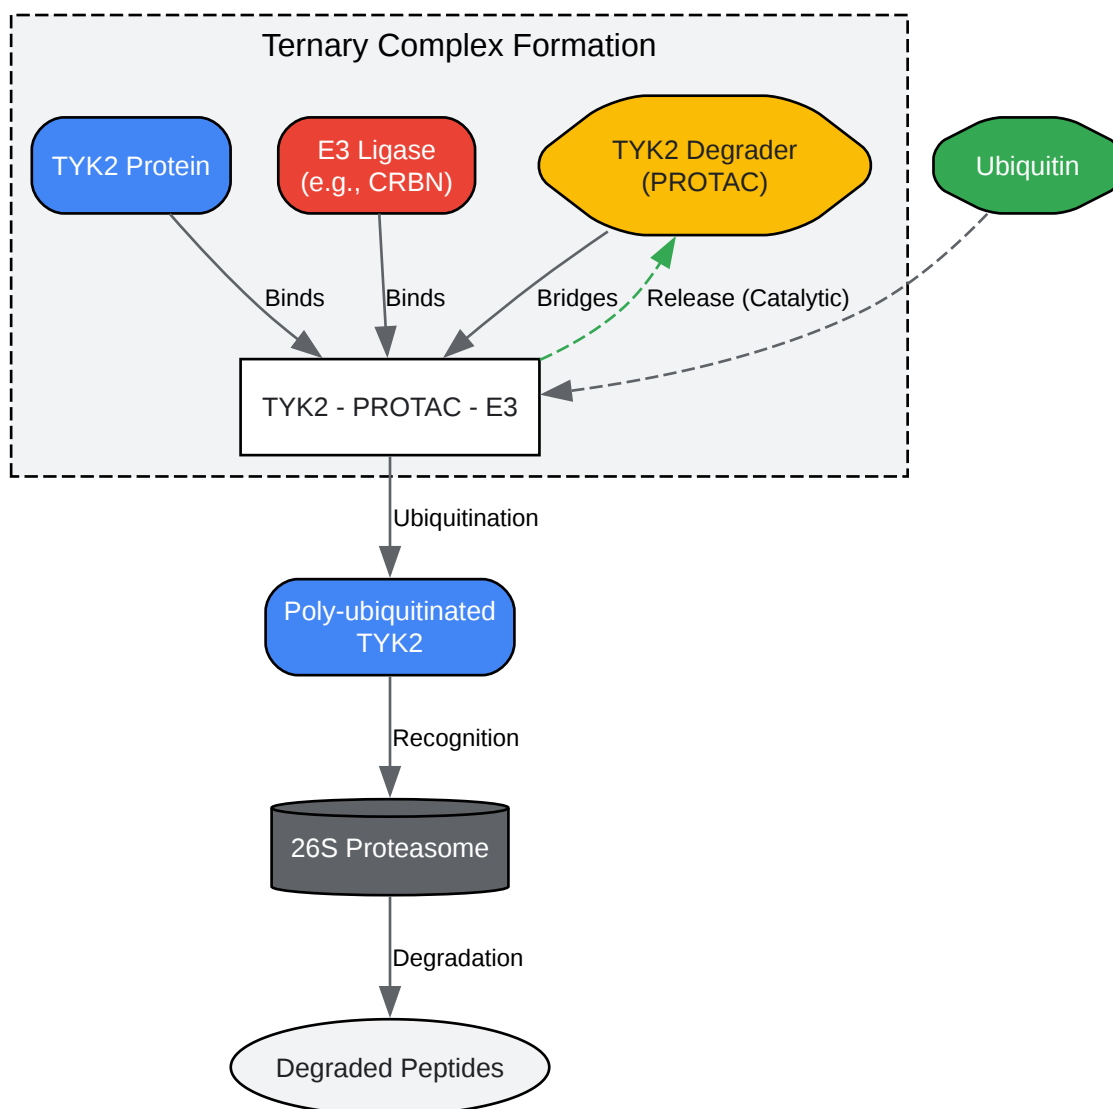 Ternary Complex Formation
TYK2 Protein
E3 Ligase
(e.g., CRBN)
TYK2 Degrader
(PROTAC)
Ubiquitin
Binds
Binds
Bridges
Release (Catalytic)
TYK2 - PROTAC - E3
Ubiquitination
Poly-ubiquitinated
TYK2
Recognition
26S Proteasome
Degradation
Degraded Peptides